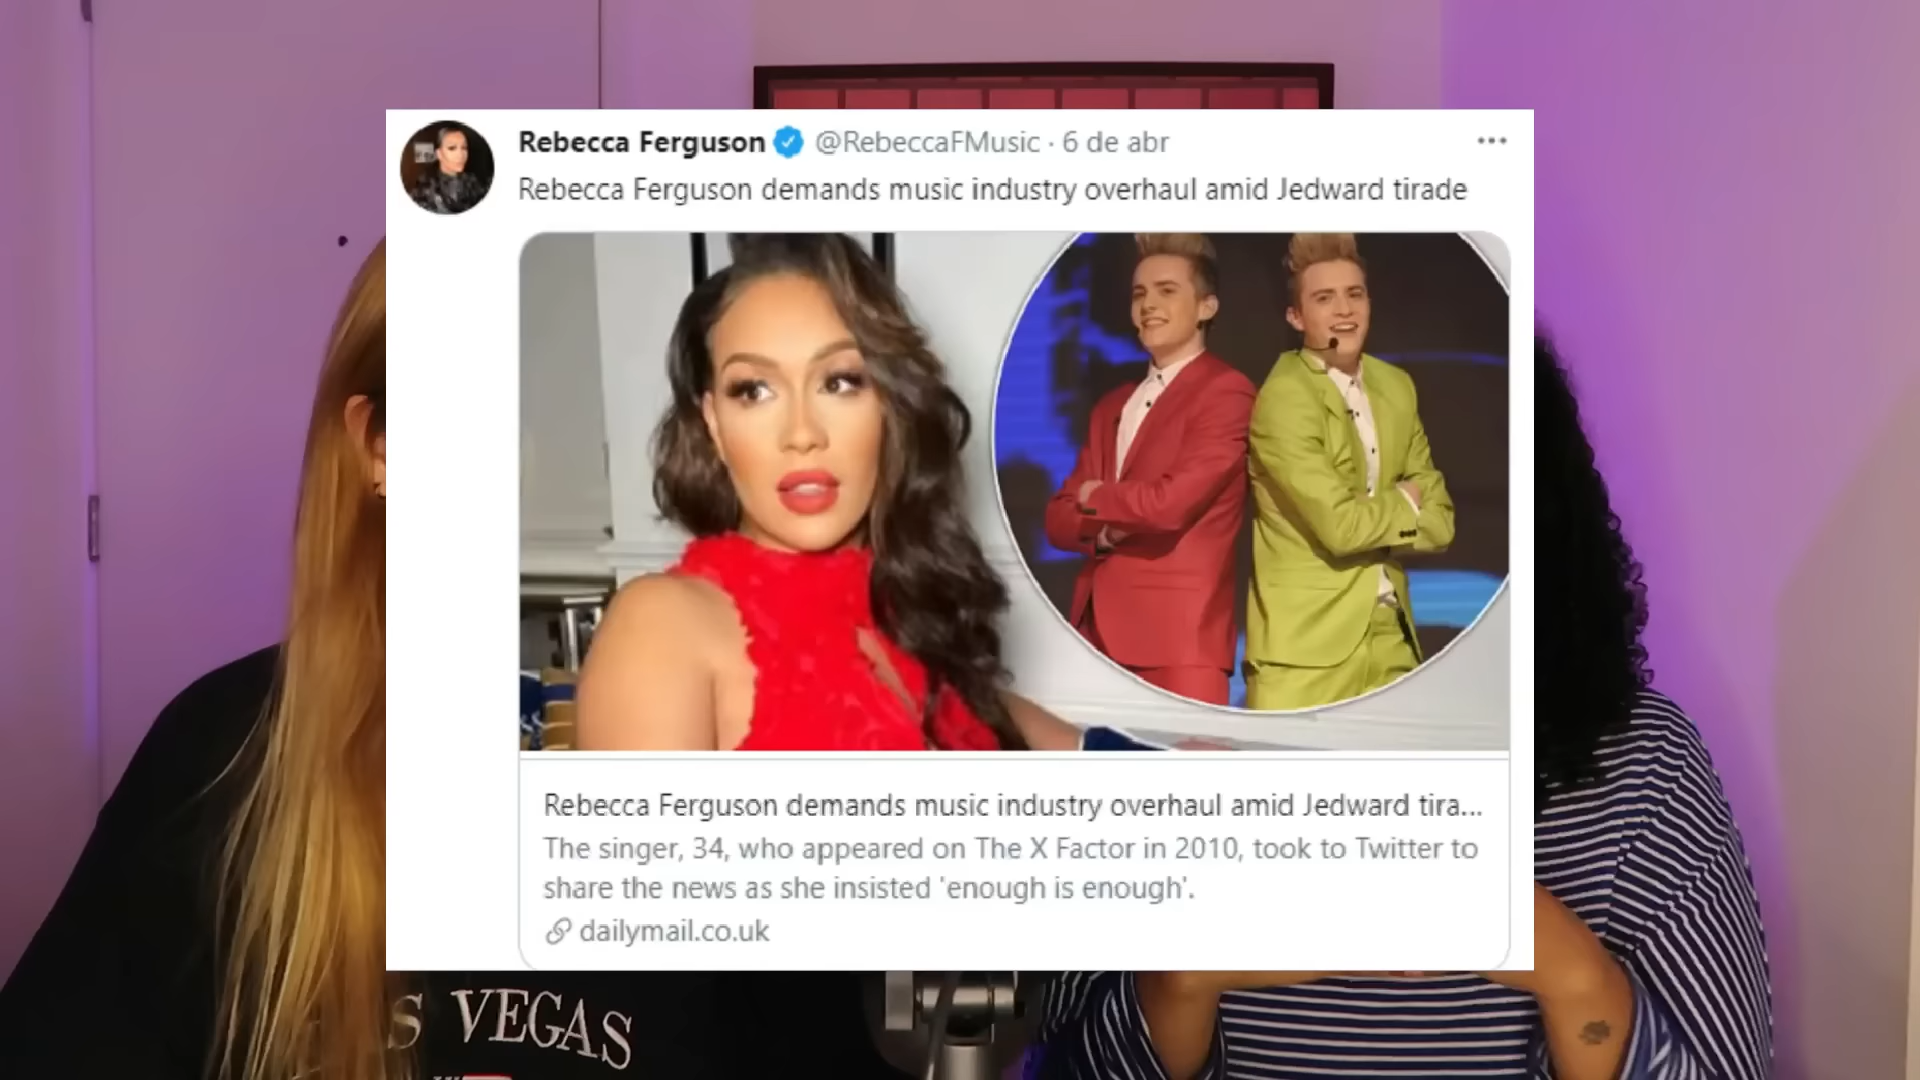 Rebecca Ferguson @RebeccaFMusic · 6 de abr
Rebecca Ferguson demands music industry overhaul amid Jedward tirade
Rebecca Ferguson demands music industry overhaul amid Jedward tira...
The singer, 34, who appeared on The X Factor in 2010, took to Twitter to
share the news as she insisted 'enough is enough'.
dailymail.co.uk
VEGAS